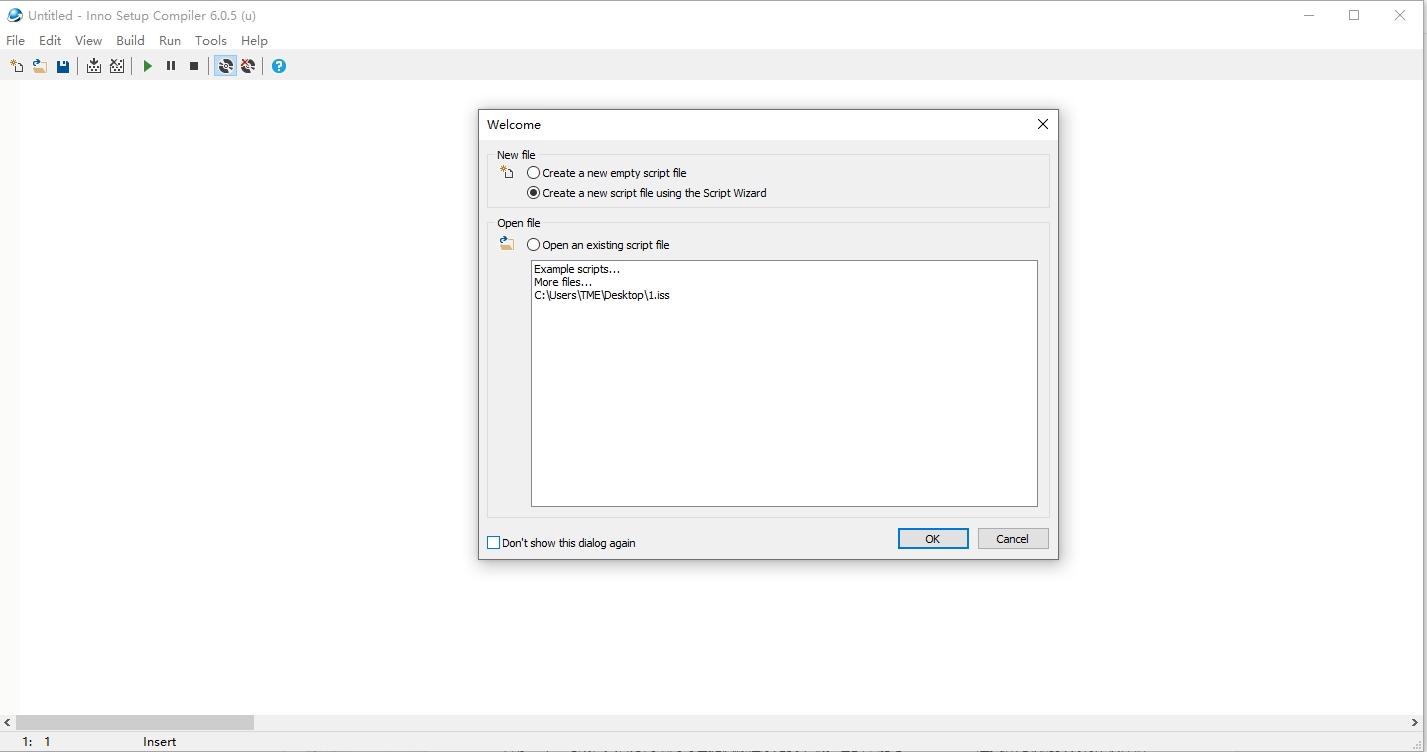 Untitled - Inno Setup Compiler 6.0.5 (u)
File Edit View Build Run Tools Help
Welcome
New file
Create a new empty script file
Create a new script file using the Script Wizard
Open file
Open an existing script file
Example scripts...
More files...
C:\Users\TME\Desktop\1.iss
Don't show this dialog again
OK
Cancel
1: 1
Insert